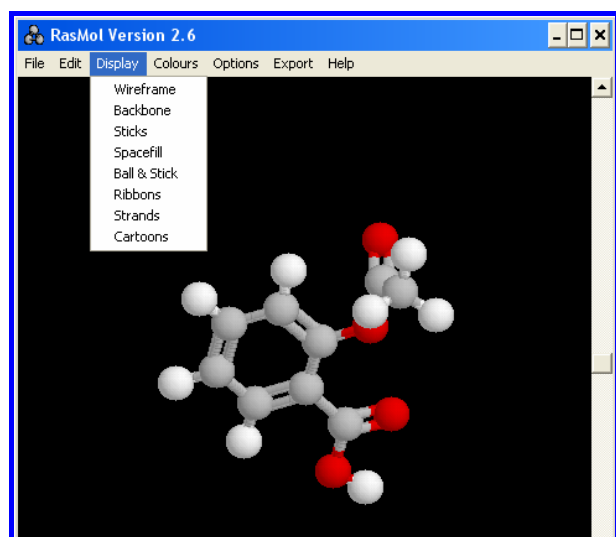 RasMol Version 2.6
File Edit Display Colours Options Export Help
Wireframe
Backbone
Sticks
Spacefill
Ball & Stick
Ribbons
Strands
Cartoons